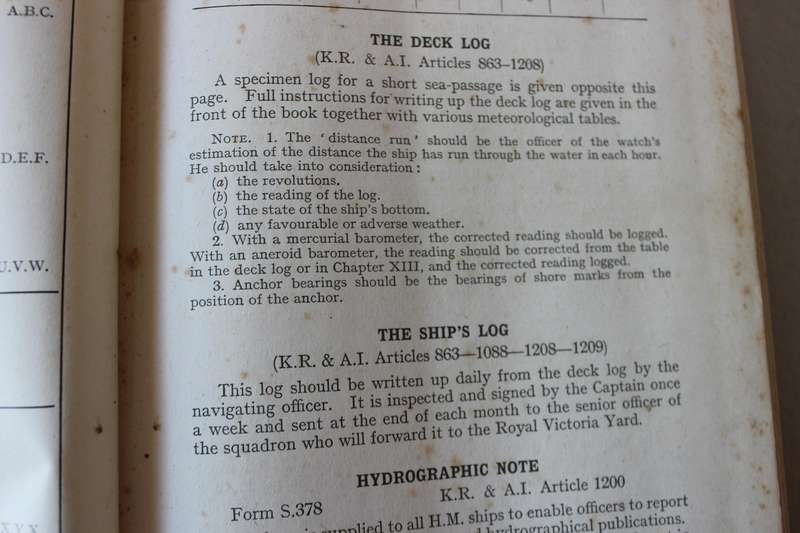 A.B.C.
D.E.F.
U.V.W.
THE DECK LOG
(K.R. & A.I. Articles 863–1208)
A specimen log for a short sea-passage is given opposite this
page. Full instructions for writing up the deck log are given in the
front of the book together with various meteorological tables.
NOTE. 1. The ‘distance run’ should be the officer of the watch’s
estimation of the distance the ship has run through the water in each hour.
He should take into consideration:
(a) the revolutions.
(b) the reading of the log.
(c) the state of the ship’s bottom.
(d) any favourable or adverse weather.
2. With a mercurial barometer, the corrected reading should be logged.
With an aneroid barometer, the reading should be corrected from the table
in the deck log or in Chapter XIII, and the corrected reading logged.
3. Anchor bearings should be the bearings of shore marks from the
position of the anchor.
THE SHIP’S LOG
(K.R. & A.I. Articles 863—1088—1208—1209)
This log should be written up daily from the deck log by the
navigating officer. It is inspected and signed by the Captain once
a week and sent at the end of each month to the senior officer of
the squadron who will forward it to the Royal Victoria Yard.
HYDROGRAPHIC NOTE
K.R. & A.I. Article 1200
Form S.378
supplied to all H.M. ships to enable officers to report
hydrographical publications.